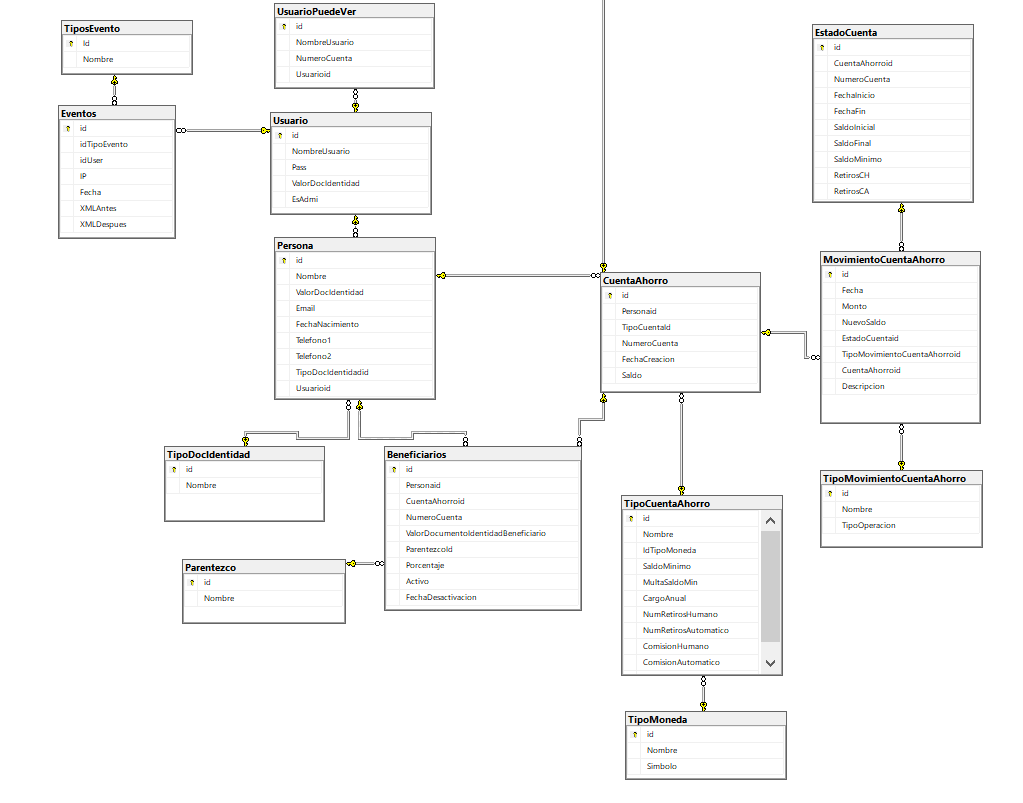 TiposEvento
Id
Nombre
UsuarioPuedeVer
id
NombreUsuario
NumeroCuenta
Usuarioid
EstadoCuenta
id
CuentaAhorroid
NumeroCuenta
FechaInicio
FechaFin
SaldoInicial
SaldoFinal
SaldoMinimo
RetirosCH
RetirosCA
Eventos
id
idTipoEvento
idUser
IP
Fecha
XMLAntes
XMLDespues
Usuario
id
NombreUsuario
Pass
ValorDocIdentidad
EsAdmi
Persona
id
Nombre
ValorDocIdentidad
Email
FechaNacimiento
Telefono1
Telefono2
TipoDocIdentidadid
Usuarioid
CuentaAhorro
id
Personaid
TipoCuentaId
NumeroCuenta
FechaCreacion
Saldo
MovimientoCuentaAhorro
id
Fecha
Monto
NuevoSaldo
EstadoCuentaid
TipoMovimientoCuentaAhorroid
CuentaAhorroid
Descripcion
TipoDocIdentidad
id
Nombre
Beneficiarios
id
Personaid
CuentaAhorroid
NumeroCuenta
ValorDocumentoIdentidadBeneficiario
ParentezcoId
Porcentaje
Activo
FechaDesactivacion
Parentezco
id
Nombre
TipoCuentaAhorro
id
Nombre
IdTipoMoneda
SaldoMinimo
MultaSaldoMin
CargoAnual
NumRetirosHumano
NumRetirosAutomatico
ComisionHumano
ComisionAutomatico
TipoMovimientoCuentaAhorro
id
Nombre
TipoOperacion
TipoMoneda
id
Nombre
Simbolo